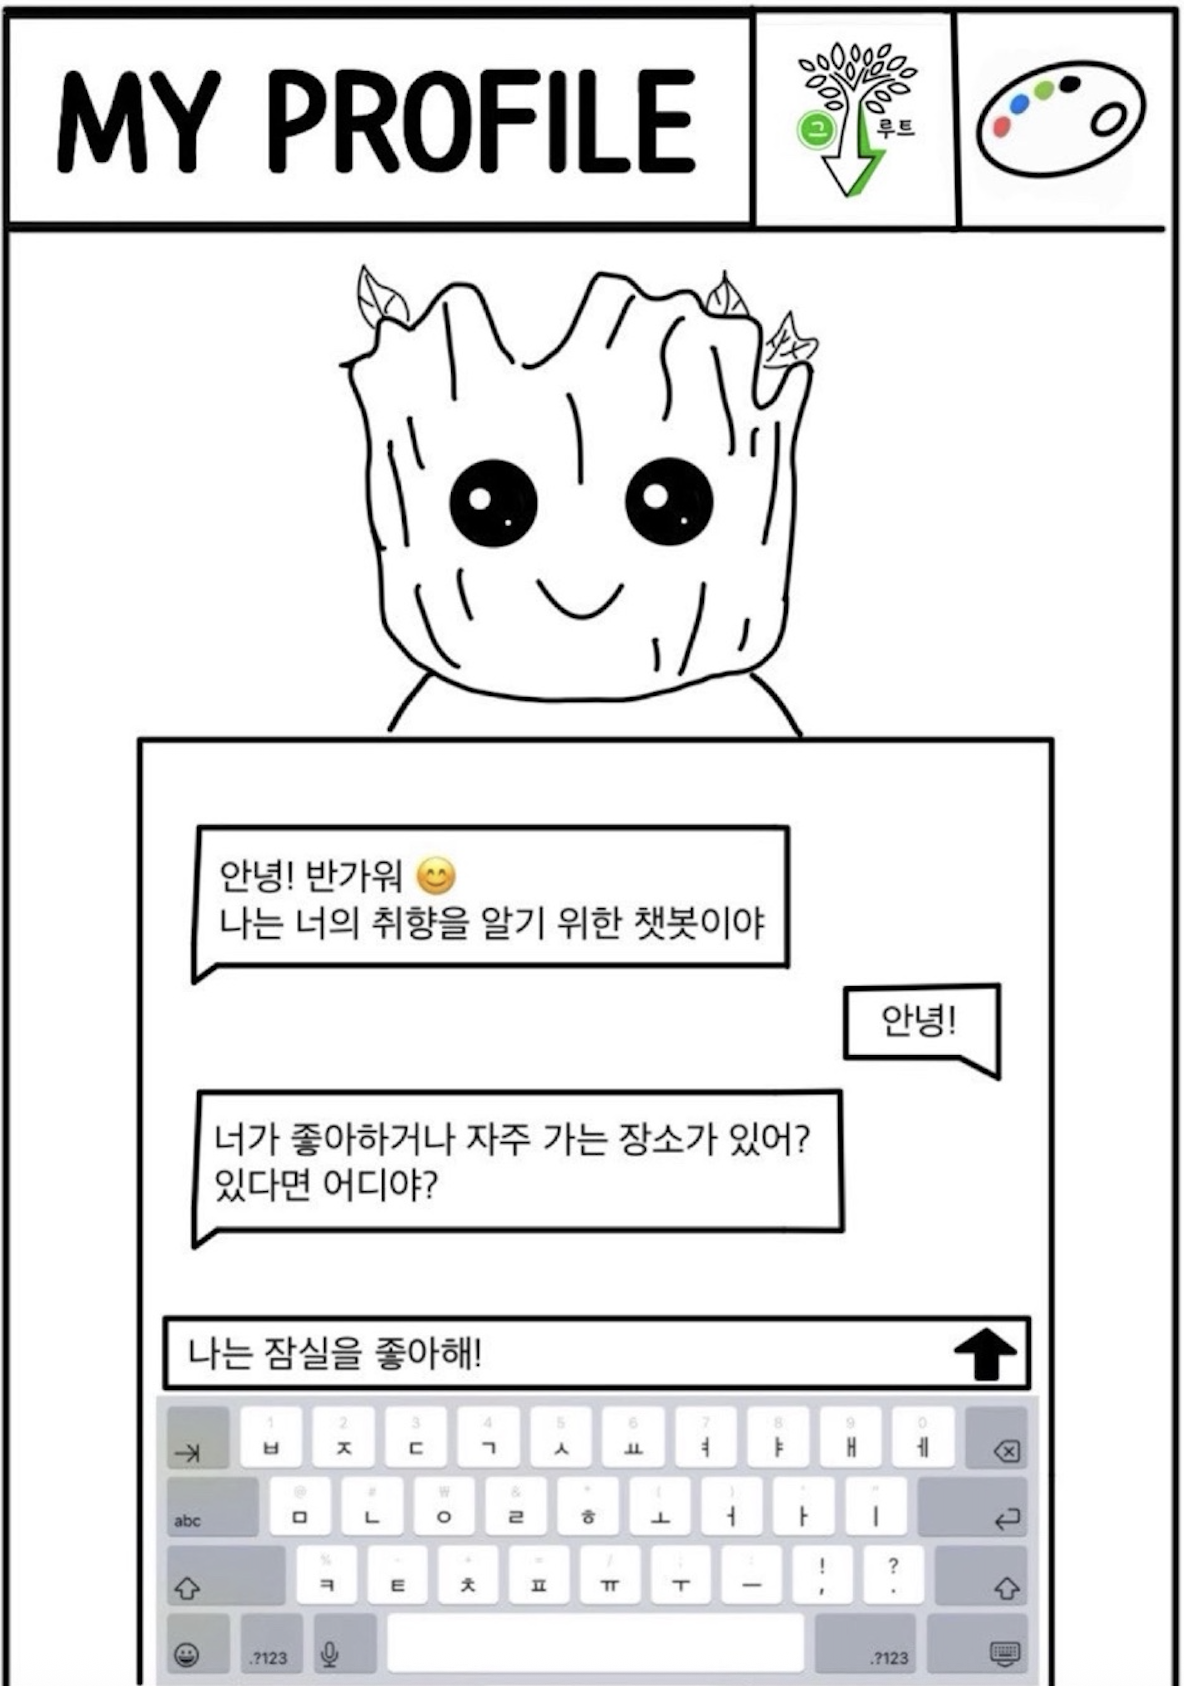 MY PROFILE
그 루트
안녕! 반가워 😊
나는 너의 취향을 알기 위한 챗봇이야
안녕!
너가 좋아하거나 자주 가는 장소가 있어?
있다면 어디야?
나는 잠실을 좋아해!
1 2 3 4 5 6 7 8 9 0
ㅂ ㅈ ㄷ ㄱ ㅅ ㅛ ㅕ ㅑ ㅐ ㅔ
@ # ₩ & * ( ) ' "
abc ㅁ ㄴ ㅇ ㄹ ㅎ ㅗ ㅓ ㅏ ㅣ
% - + = / ; : ! ?
ㅋ ㅌ ㅊ ㅍ ㅠ ㅜ ㅡ , .
.?123 .?123